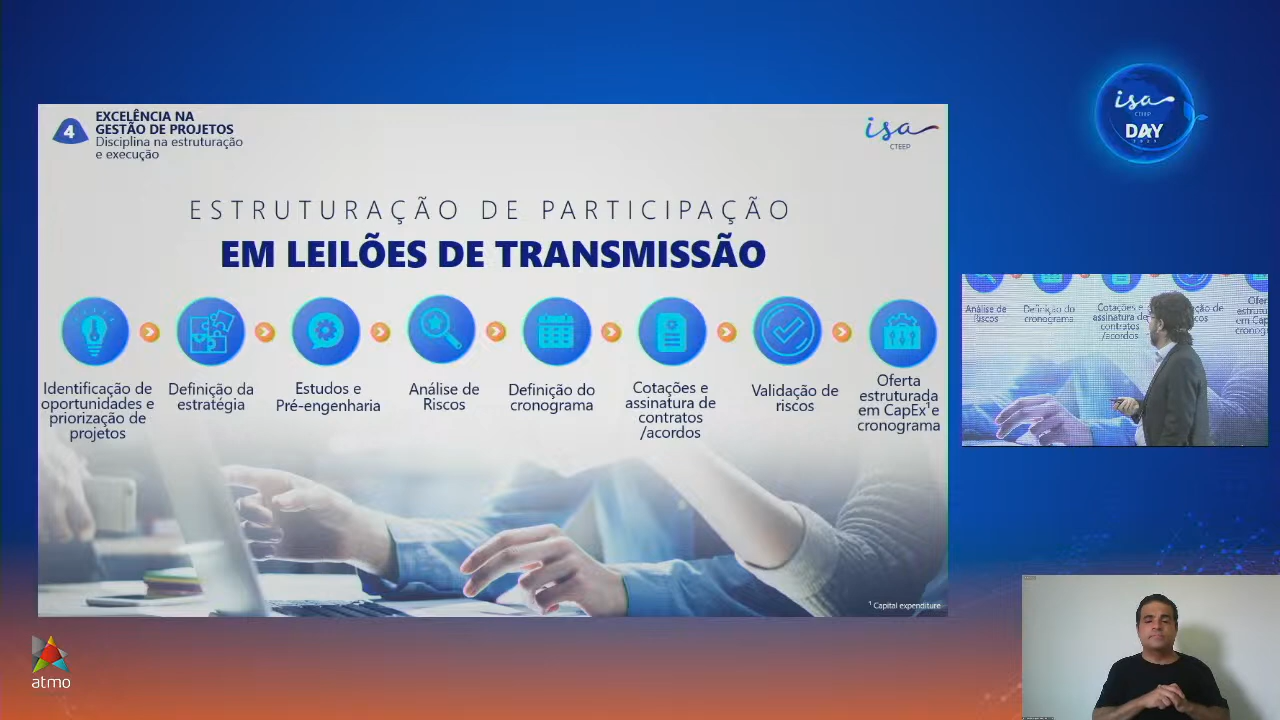 4
EXCELÊNCIA NA
GESTÃO DE PROJETOS
Disciplina na estruturação
e execução
isa
CTEEP
ESTRUTURAÇÃO DE PARTICIPAÇÃO
EM LEILÕES DE TRANSMISSÃO
Identificação de
oportunidades e
priorização de
projetos
Definição da
estratégia
Estudos e
Pré-engenharia
Análise de
Riscos
Definição do
cronograma
Cotações e
assinatura de
contratos
/acordos
Validação de
riscos
Oferta
estruturada
em CapEx¹e
cronograma
¹ Capital expenditure
isa
CTEEP
DAY
Análise de
Riscos
Definição do
cronograma
Cotações e
assinatura de
contratos
/acordos
atmo